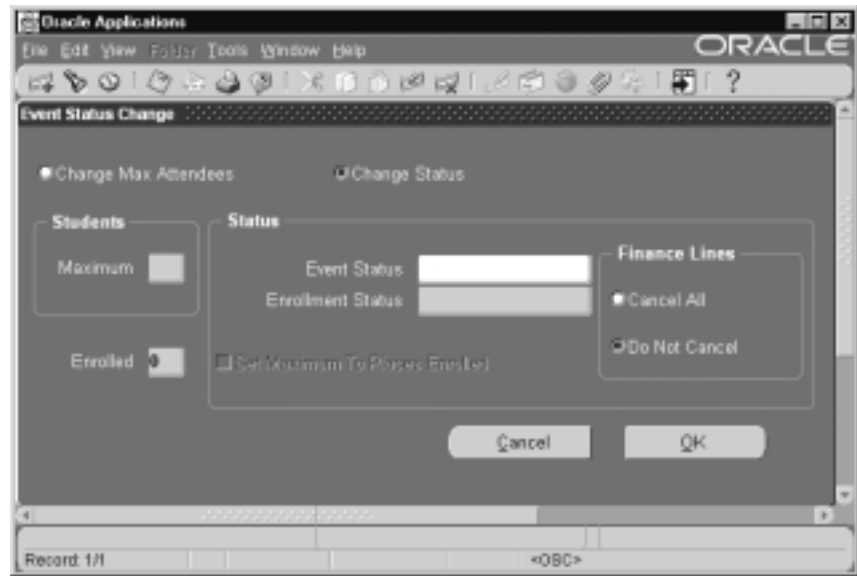 Oracle Applications
File Edit View Folder Tools Window Help
ORACLE
?
Event Status Change
Change Max Attendees Change Status
Students Status
Finance Lines
Maximum Event Status
Enrollment Status Cancel All
Enrolled 0 Set Maximum To Places Enrolled Do Not Cancel
Cancel OK
Record: 1/1 <OSC>